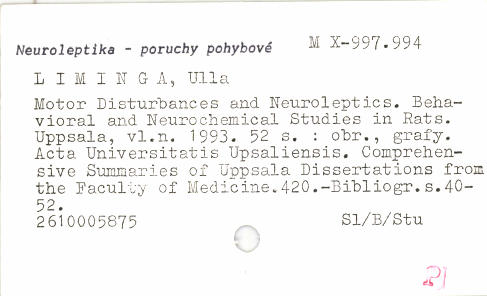 Neuroleptika - poruchy pohybové M X-997.994
L I M I N G A, Ulla
Motor Disturbances and Neuroleptics. Beha-
vioral and Neurochemical Studies in Rats.
Uppsala, vl.n. 1993. 52 s. : obr., grafy.
Acta Universitatis Upsaliensis. Comprehen-
sive Summaries of Uppsala Dissertations from
the Faculty of Medicine.420.-Bibliogr.s.40-
52.
2610005875 Sl/B/Stu